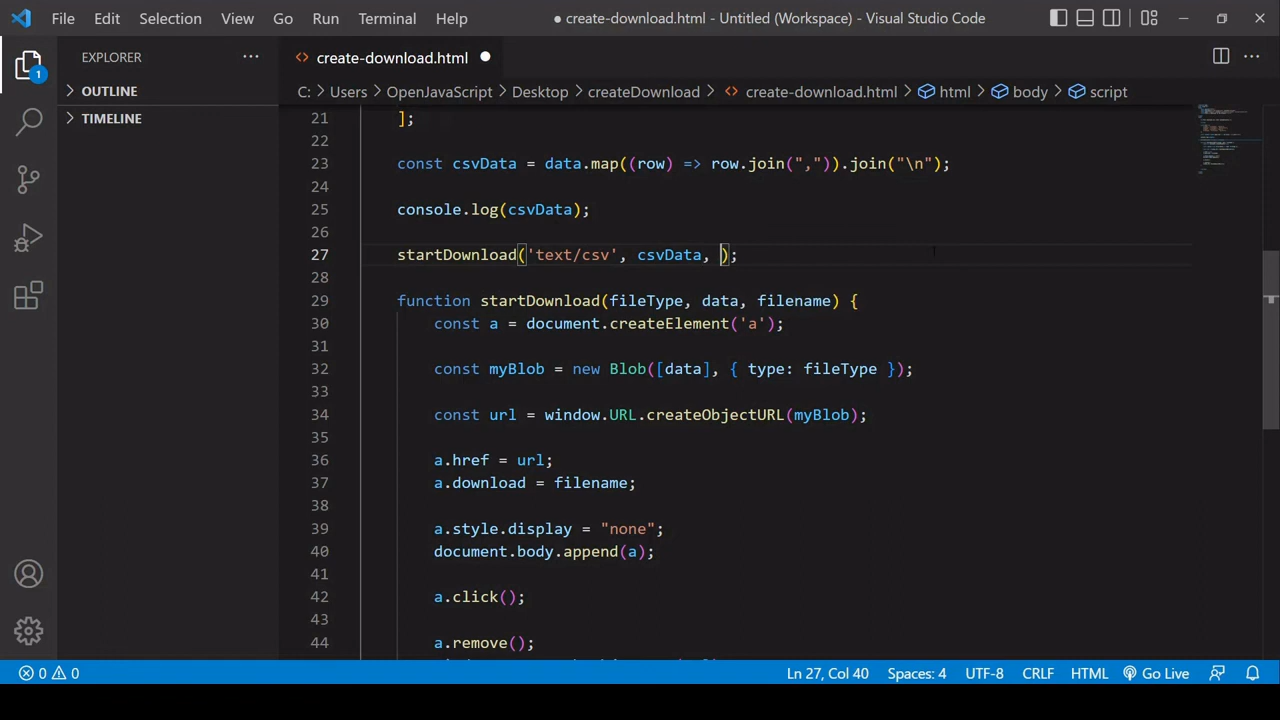 File Edit Selection View Go Run Terminal Help ● create-download.html - Untitled (Workspace) - Visual Studio Code
EXPLORER ···
OUTLINE
TIMELINE
1
create-download.html
C: > Users > OpenJavaScript > Desktop > createDownload > create-download.html > html > body > script
21 ];
22
23 const csvData = data.map((row) => row.join(",")).join("\n");
24
25 console.log(csvData);
26
27 startDownload('text/csv', csvData, );
28
29 function startDownload(fileType, data, filename) {
30 const a = document.createElement('a');
31
32 const myBlob = new Blob([data], { type: fileType });
33
34 const url = window.URL.createObjectURL(myBlob);
35
36 a.href = url;
37 a.download = filename;
38
39 a.style.display = "none";
40 document.body.append(a);
41
42 a.click();
43
44 a.remove();
0 0 Ln 27, Col 40 Spaces: 4 UTF-8 CRLF HTML Go Live